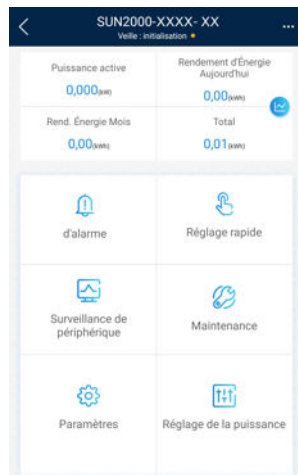 SUN2000-XXXX- XX
Veille : initialisation
Puissance active
Rendement d'Énergie
Aujourd'hui
0,000(kW)
0,00(kWh)
Rend. Énergie Mois
Total
0,00(kWh)
0,01(kWh)
d'alarme
Réglage rapide
Surveillance de
périphérique
Maintenance
Paramètres
Réglage de la puissance